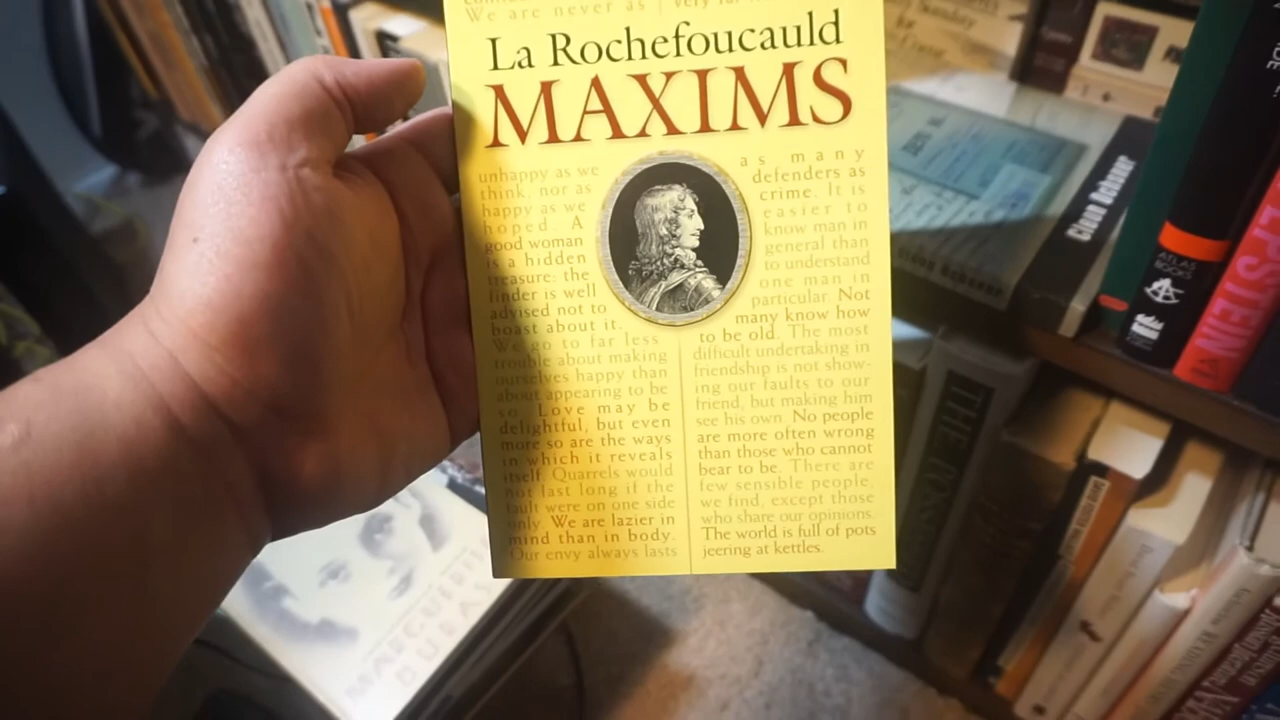 We are never as
very far
La Rochefoucauld
MAXIMS
unhappy as we
think, nor as
happy as we
hoped. A
good woman
is a hidden
treasure: the
finder is well
advised not to
boast about it.
We go to far less
trouble about making
ourselves happy than
about appearing to be
so. Love may be
delightful, but even
more so are the ways
in which it reveals
itself. Quarrels would
not last long if the
fault were on one side
only. We are lazier in
mind than in body.
Our envy always lasts
as many
defenders as
crime. It is
easier to
know man in
general than
to understand
one man in
particular. Not
many know how
to be old. The most
difficult undertaking in
friendship is not show-
ing our faults to our
friend, but making him
see his own. No people
are more often wrong
than those who cannot
bear to be. There are
few sensible people,
we find, except those
who share our opinions.
The world is full of pots
jeering at kettles.
ATLAS
BOOKS
EPSTEIN
THE
MARGUERITE
DURAS